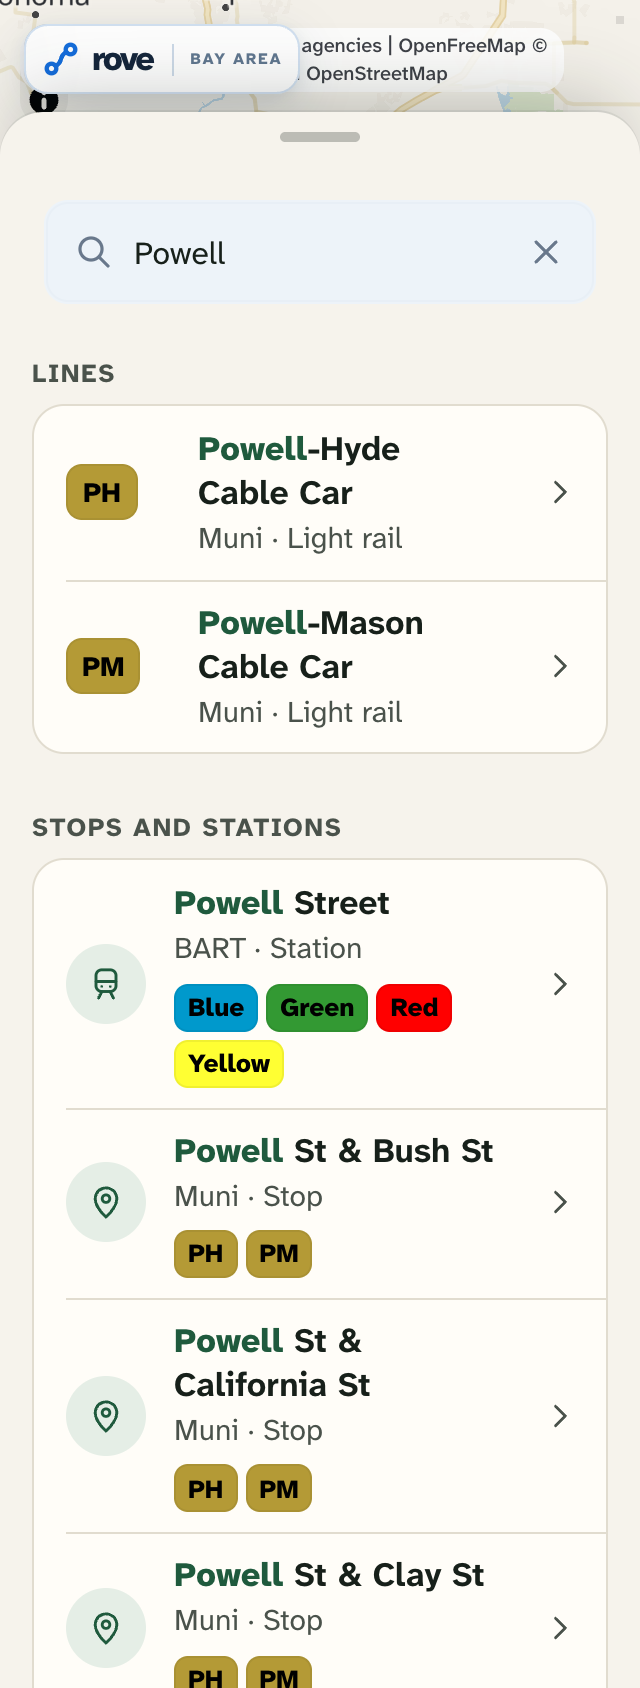 rove BAY AREA
agencies | OpenFreeMap ©
OpenStreetMap
Powell
LINES
PH
Powell-Hyde
Cable Car
Muni · Light rail
PM
Powell-Mason
Cable Car
Muni · Light rail
STOPS AND STATIONS
Powell Street
BART · Station
Blue Green Red
Yellow
Powell St & Bush St
Muni · Stop
PH PM
Powell St &
California St
Muni · Stop
PH PM
Powell St & Clay St
Muni · Stop
PH PM